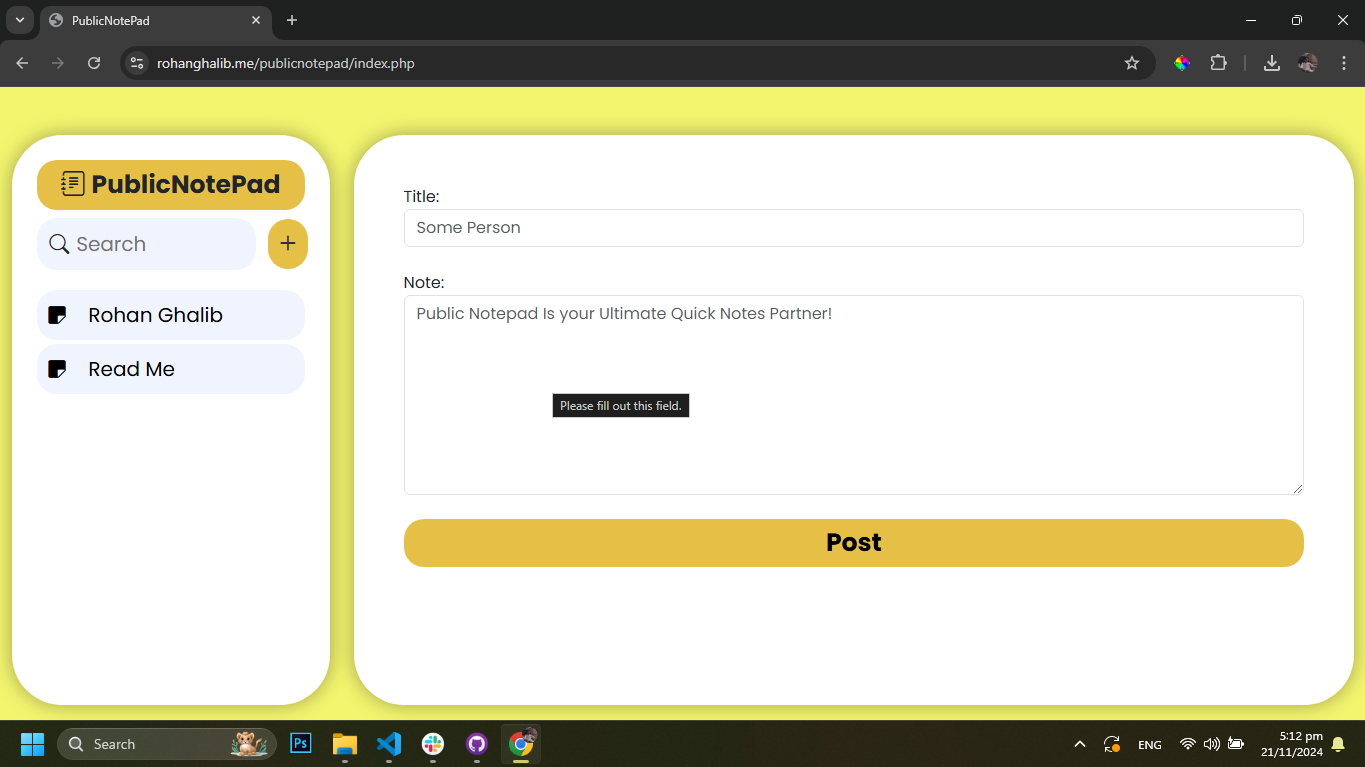 PublicNotePad
rohanghalib.me/publicnotepad/index.php
PublicNotePad
Search
Rohan Ghalib
Read Me
Title:
Some Person
Note:
Public Notepad Is your Ultimate Quick Notes Partner!
Please fill out this field.
Post
Search
Ps
ENG
5:12 pm
21/11/2024